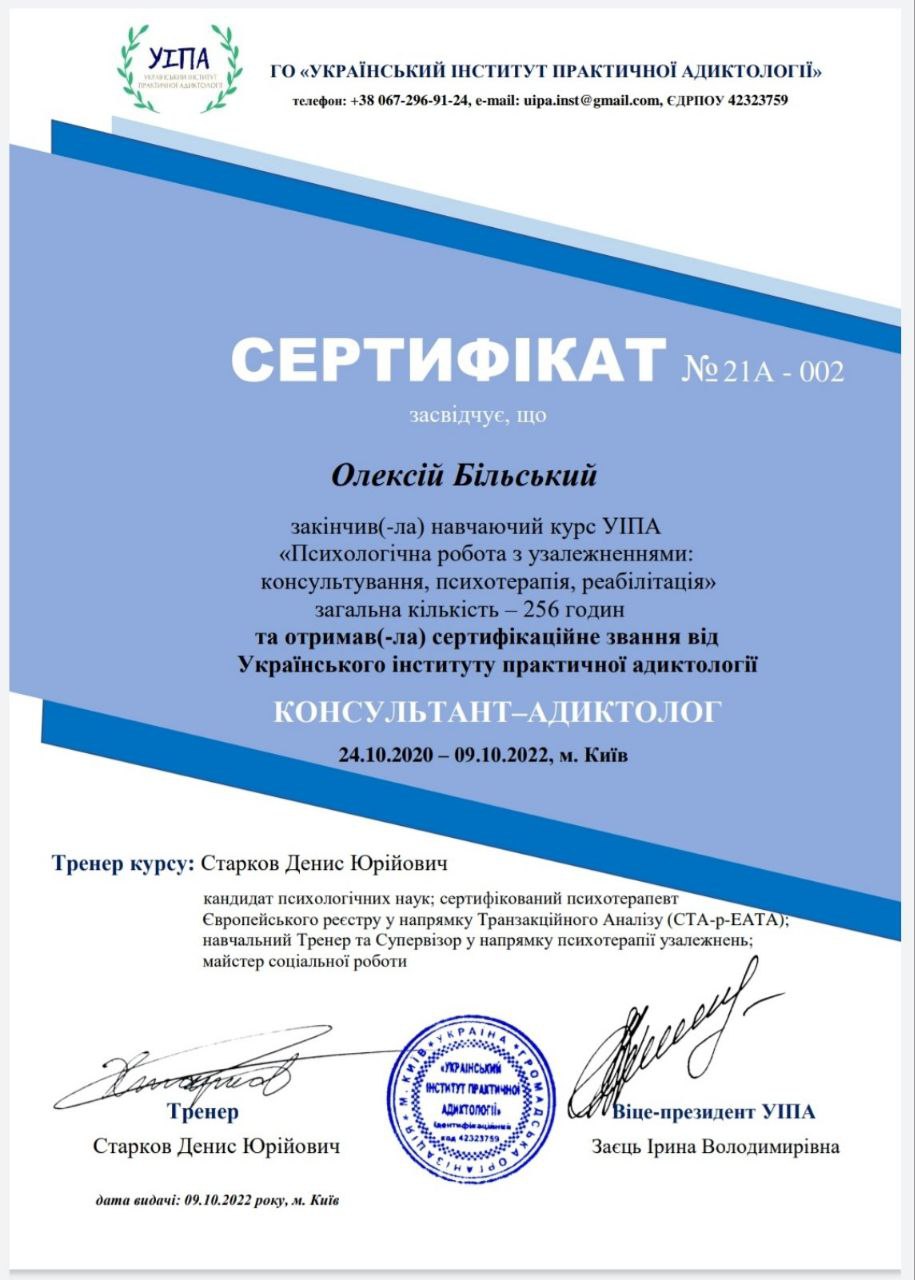 УІПА
УКРАЇНСЬКИЙ ІНСТИТУТ
ПРАКТИЧНОЇ АДИКТОЛОГІЇ
ГО «УКРАЇНСЬКИЙ ІНСТИТУТ ПРАКТИЧНОЇ АДИКТОЛОГІЇ»
телефон: +38 067-296-91-24, e-mail: uipa.inst@gmail.com, ЄДРПОУ 42323759
СЕРТИФІКАТ №21А - 002
засвідчує, що
Олексій Більський
закінчив(-ла) навчаючий курс УІПА
«Психологічна робота з узалежненнями:
консультування, психотерапія, реабілітація»
загальна кількість – 256 годин
та отримав(-ла) сертифікаційне звання від
Українського інституту практичної адиктології
КОНСУЛЬТАНТ–АДИКТОЛОГ
24.10.2020 – 09.10.2022, м. Київ
Тренер курсу: Старков Денис Юрійович
кандидат психологічних наук; сертифікований психотерапевт
Європейського реєстру у напрямку Транзакційного Аналізу (СТА-р-ЕАТА);
навчальний Тренер та Супервізор у напрямку психотерапії узалежнень;
майстер соціальної роботи
УКРАЇНА * ГРОМАДСЬКА ОРГАНІЗАЦІЯ * М. КИЇВ *
«УКРАЇНСЬКИЙ
ІНСТИТУТ ПРАКТИЧНОЇ
АДИКТОЛОГІЇ»
Ідентифікаційний
код 42323759
Тренер
Старков Денис Юрійович
Віце-президент УІПА
Заєць Ірина Володимирівна
дата видачі: 09.10.2022 року, м. Київ